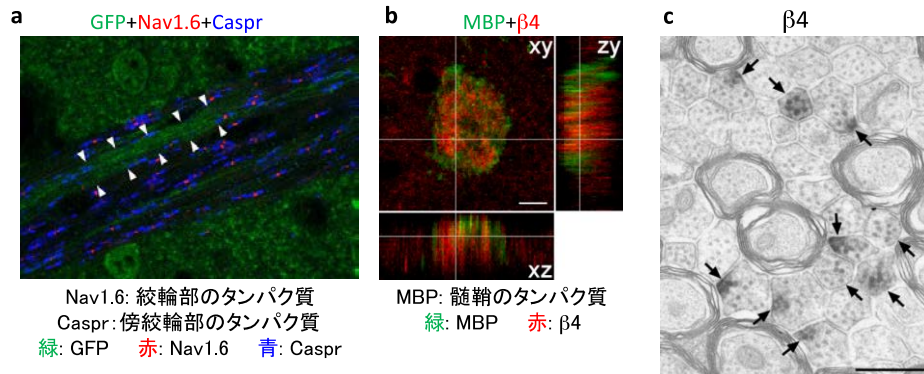 a
GFP+Nav1.6+Caspr
Nav1.6: 絞輪部のタンパク質
Caspr: 傍絞輪部のタンパク質
緑: GFP 赤: Nav1.6 青: Caspr
b
MBP+β4
xy
zy
xz
MBP: 髄鞘のタンパク質
緑: MBP 赤: β4
c
β4